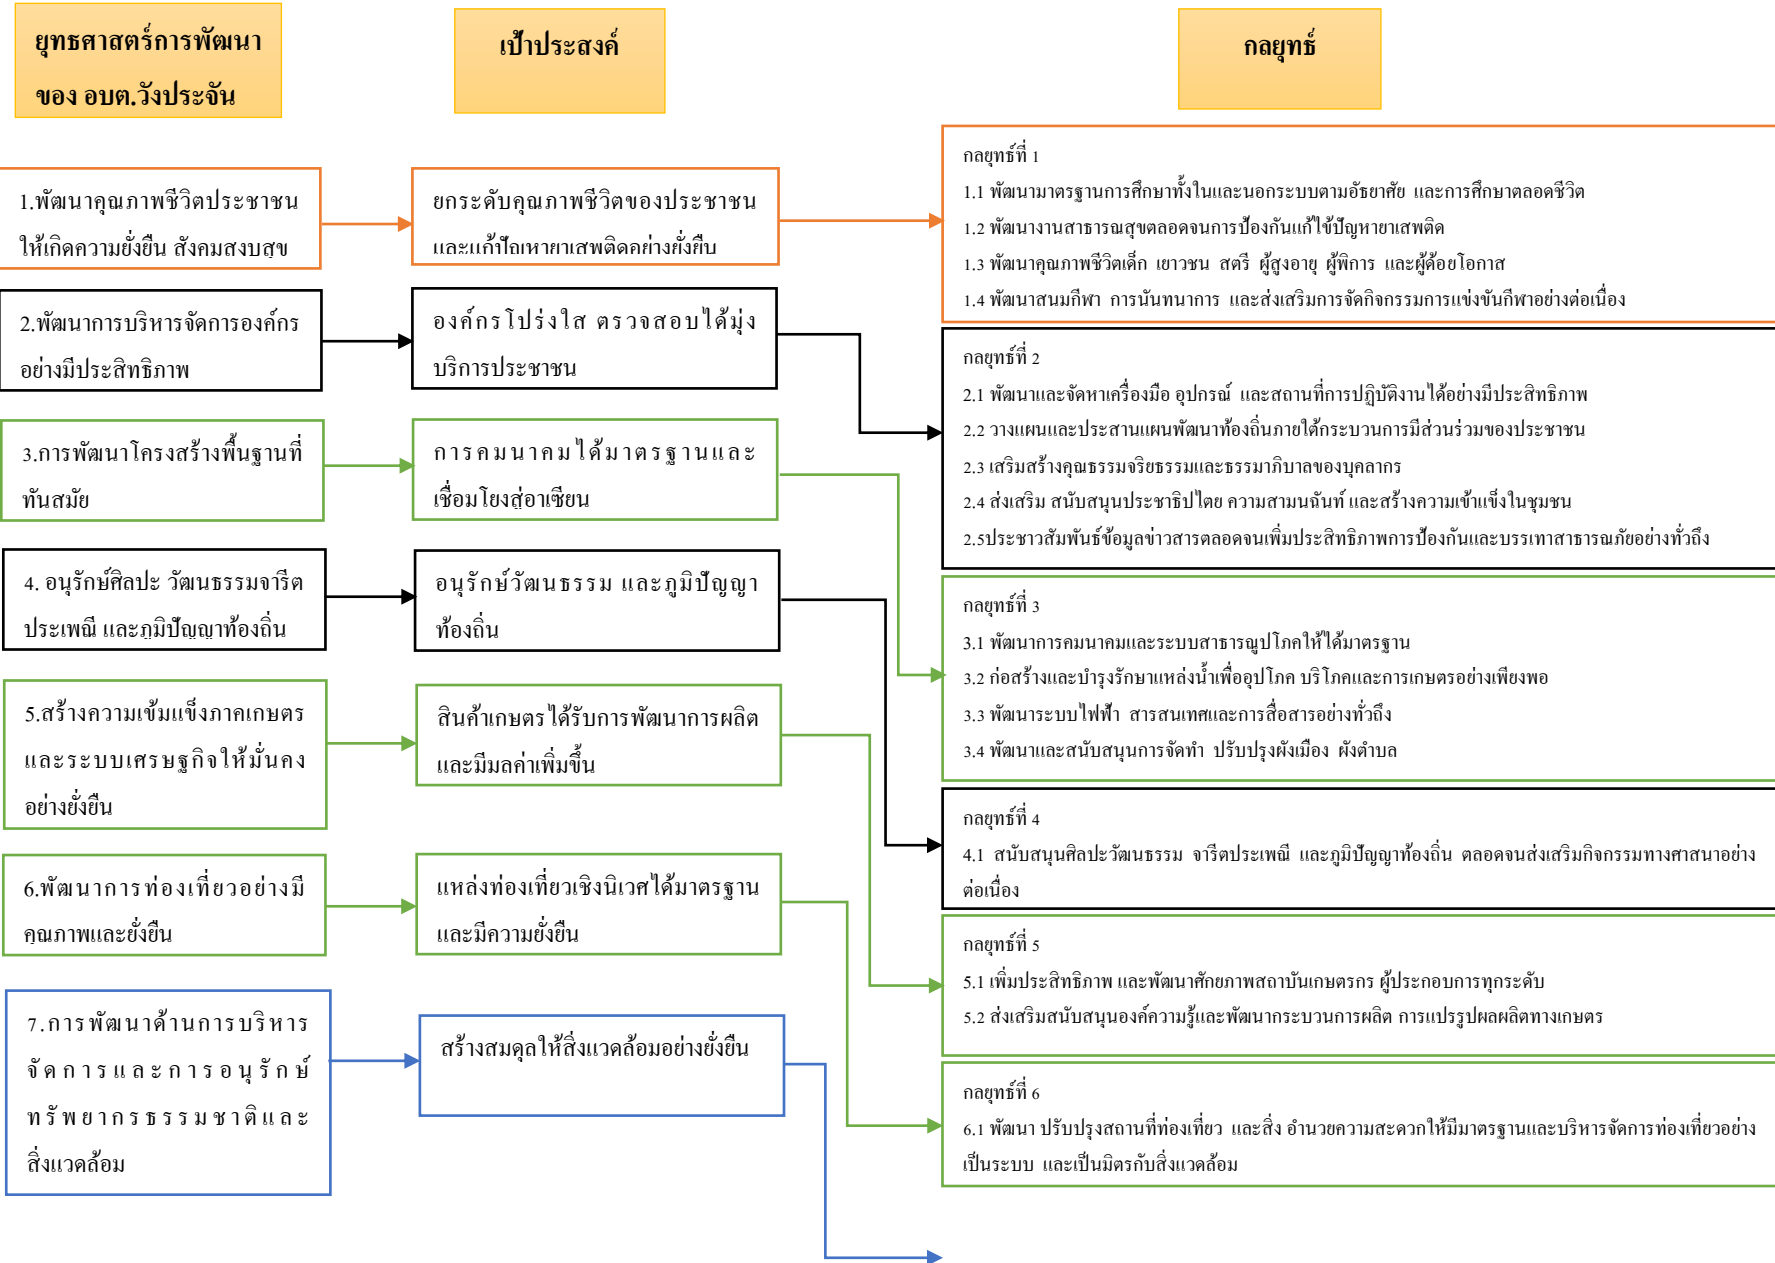 ยุทธศาสตร์การพัฒนา
ของ อบต.วังประจัน
เป้าประสงค์
กลยุทธ์
1.พัฒนาคุณภาพชีวิตประชาชน
ให้เกิดความยั่งยืน สังคมสงบสุข
ยกระดับคุณภาพชีวิตของประชาชน
และแก้ปัญหายาเสพติดอย่างยั่งยืน
กลยุทธ์ที่ 1
1.1 พัฒนามาตรฐานการศึกษาทั้งในและนอกระบบตามอัธยาศัย และการศึกษาตลอดชีวิต
1.2 พัฒนางานสาธารณสุขตลอดจนการป้องกันแก้ไข้ปัญหายาเสพติด
1.3 พัฒนาคุณภาพชีวิตเด็ก เยาวชน สตรี ผู้สูงอายุ ผู้พิการ และผู้ด้อยโอกาส
1.4 พัฒนาสนมกีฬา การนันทนาการ และส่งเสริมการจัดกิจกรรมการแข่งขันกีฬาอย่างต่อเนื่อง
2.พัฒนาการบริหารจัดการองค์กร
อย่างมีประสิทธิภาพ
องค์กรโปร่งใส ตรวจสอบได้มุ่ง
บริการประชาชน
กลยุทธ์ที่ 2
2.1 พัฒนาและจัดหาเครื่องมือ อุปกรณ์ และสถานที่การปฏิบัติงานได้อย่างมีประสิทธิภาพ
2.2 วางแผนและประสานแผนพัฒนาท้องถิ่นภายใต้กระบวนการมีส่วนร่วมของประชาชน
2.3 เสริมสร้างคุณธรรมจริยธรรมและธรรมาภิบาลของบุคลากร
2.4 ส่งเสริม สนับสนุนประชาธิปไตย ความสามนฉันท์ และสร้างความเข้าแข็งในชุมชน
2.5ประชาวสัมพันธ์ข้อมูลข่าวสารตลอดจนเพิ่มประสิทธิภาพการป้องกันและบรรเทาสาธารณภัยอย่างทั่วถึง
3.การพัฒนาโครงสร้างพื้นฐานที่
ทันสมัย
การคมนาคมได้มาตรฐานและ
เชื่อมโยงสู่อาเซียน
กลยุทธ์ที่ 3
3.1 พัฒนาการคมนาคมและระบบสาธารณูปโภคให้ได้มาตรฐาน
3.2 ก่อสร้างและบำรุงรักษาแหล่งน้ำเพื่ออุปโภค บริโภคและการเกษตรอย่างเพียงพอ
3.3 พัฒนาระบบไฟฟ้า สารสนเทศและการสื่อสารอย่างทั่วถึง
3.4 พัฒนาและสนับสนุนการจัดทำ ปรับปรุงผังเมือง ผังตำบล
4. อนุรักษ์ศิลปะ วัฒนธรรมจารีต
ประเพณี และภูมิปัญญาท้องถิ่น
อนุรักษ์วัฒนธรรม และภูมิปัญญา
ท้องถิ่น
กลยุทธ์ที่ 4
4.1 สนับสนุนศิลปะวัฒนธรรม จารีตประเพณี และภูมิปัญญาท้องถิ่น ตลอดจนส่งเสริมกิจกรรมทางศาสนาอย่าง
ต่อเนื่อง
5.สร้างความเข้มแข็งภาคเกษตร
และระบบเศรษฐกิจให้มั่นคง
อย่างยั่งยืน
สินค้าเกษตรได้รับการพัฒนาการผลิต
และมีมลค่าเพิ่มขึ้น
กลยุทธ์ที่ 5
5.1 เพิ่มประสิทธิภาพ และพัฒนาศักยภาพสถาบันเกษตรกร ผู้ประกอบการทุกระดับ
5.2 ส่งเสริมสนับสนุนองค์ความรู้และพัฒนากระบวนการผลิต การแปรรูปผลผลิตทางเกษตร
6.พัฒนาการท่องเที่ยวอย่างมี
คุณภาพและยั่งยืน
แหล่งท่องเที่ยวเชิงนิเวศได้มาตรฐาน
และมีความยั่งยืน
กลยุทธ์ที่ 6
6.1 พัฒนา ปรับปรุงสถานที่ท่องเที่ยว และสิ่ง อำนวยความสะดวกให้มีมาตรฐานและบริหารจัดการท่องเที่ยวอย่าง
เป็นระบบ และเป็นมิตรกับสิ่งแวดล้อม
7.การพัฒนาด้านการบริหาร
จัดการและการอนุรักษ์
ทรัพยากรธรรมชาติและ
สิ่งแวดล้อม
สร้างสมดุลให้สิ่งแวดล้อมอย่างยั่งยืน